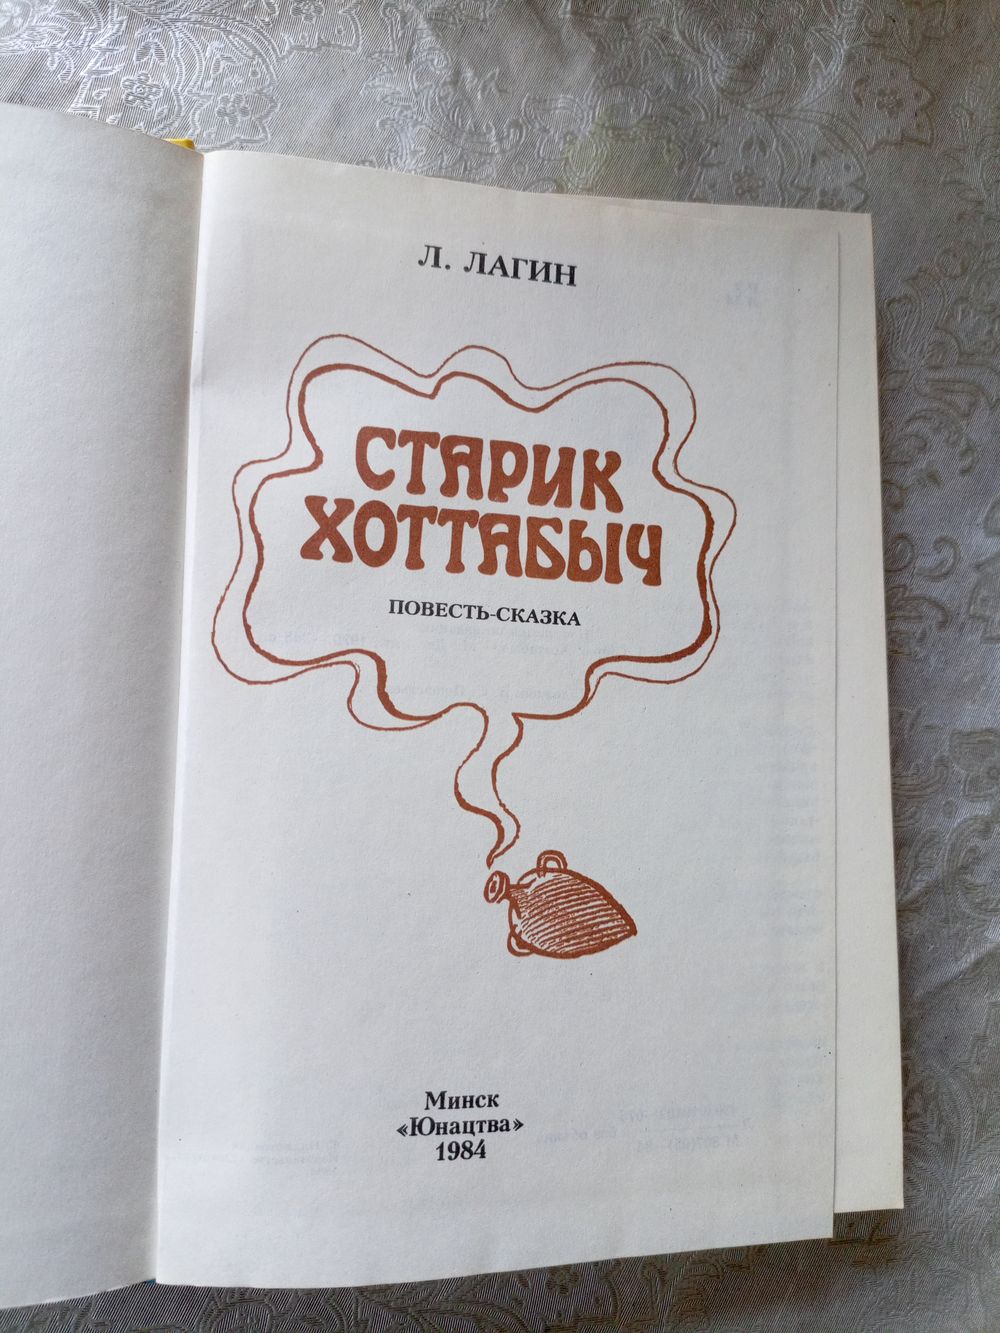 Л. ЛАГИН
СТАРИК
ХОТТАБЫЧ
ПОВЕСТЬ-СКАЗКА
Минск
«Юнацтва»
1984